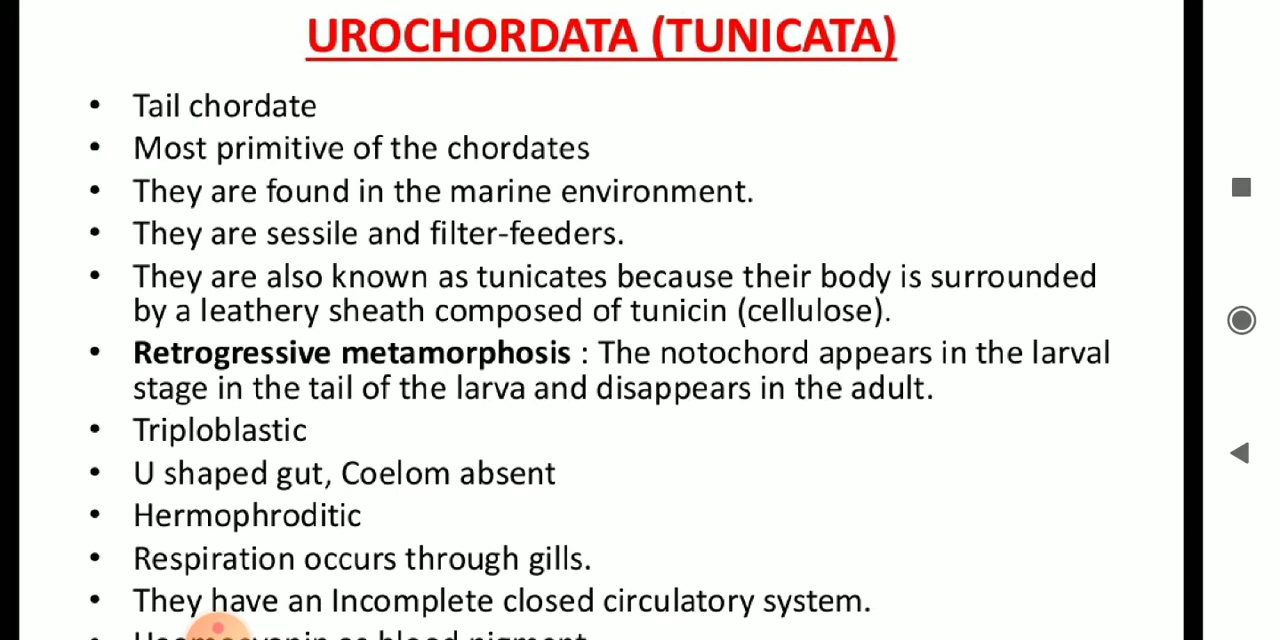 UROCHORDATA (TUNICATA)
• Tail chordate
• Most primitive of the chordates
• They are found in the marine environment.
• They are sessile and filter-feeders.
• They are also known as tunicates because their body is surrounded
by a leathery sheath composed of tunicin (cellulose).
• Retrogressive metamorphosis : The notochord appears in the larval
stage in the tail of the larva and disappears in the adult.
• Triploblastic
• U shaped gut, Coelom absent
• Hermophroditic
• Respiration occurs through gills.
• They have an Incomplete closed circulatory system.
• as blood pigment